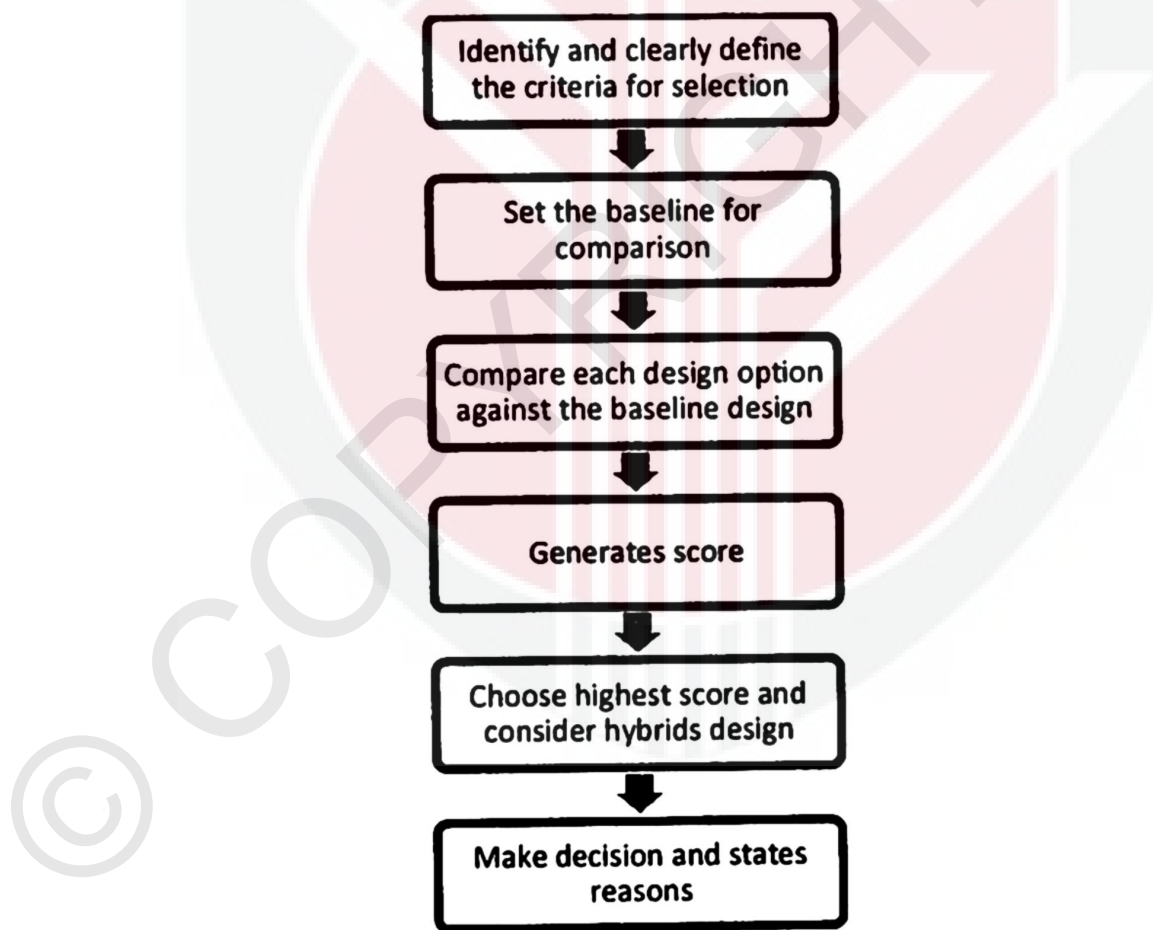 Identify and clearly define
the criteria for selection
Set the baseline for
comparison
Compare each design option
against the baseline design
Generates score
Choose highest score and
consider hybrids design
Make decision and states
reasons
© COPYRIGHT